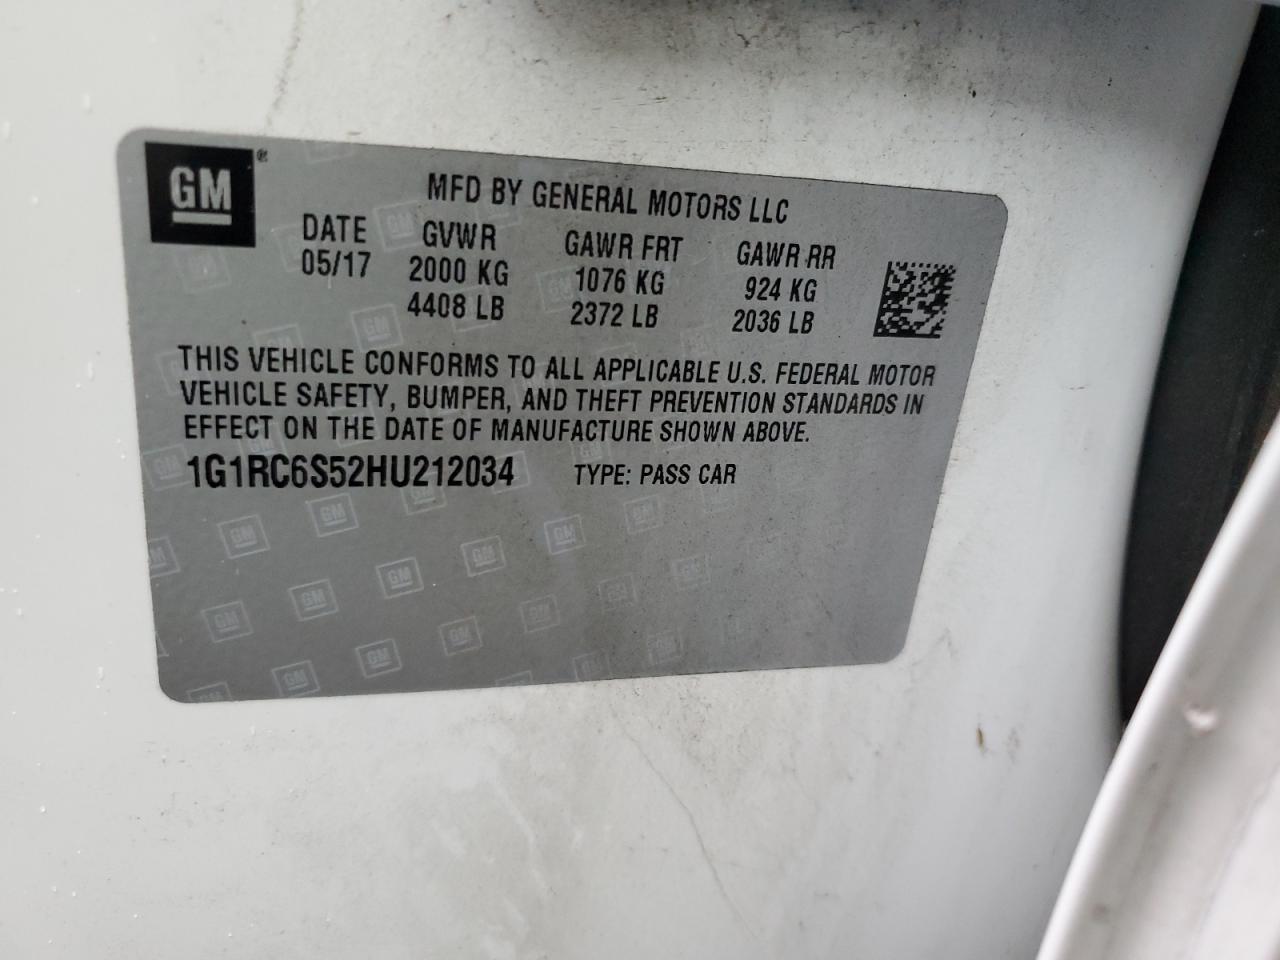 GM®
MFD BY GENERAL MOTORS LLC
DATE GVWR GAWR FRT GAWR RR
05/17 2000 KG 1076 KG 924 KG
4408 LB 2372 LB 2036 LB
THIS VEHICLE CONFORMS TO ALL APPLICABLE U.S. FEDERAL MOTOR
VEHICLE SAFETY, BUMPER, AND THEFT PREVENTION STANDARDS IN
EFFECT ON THE DATE OF MANUFACTURE SHOWN ABOVE.
1G1RC6S52HU212034 TYPE: PASS CAR